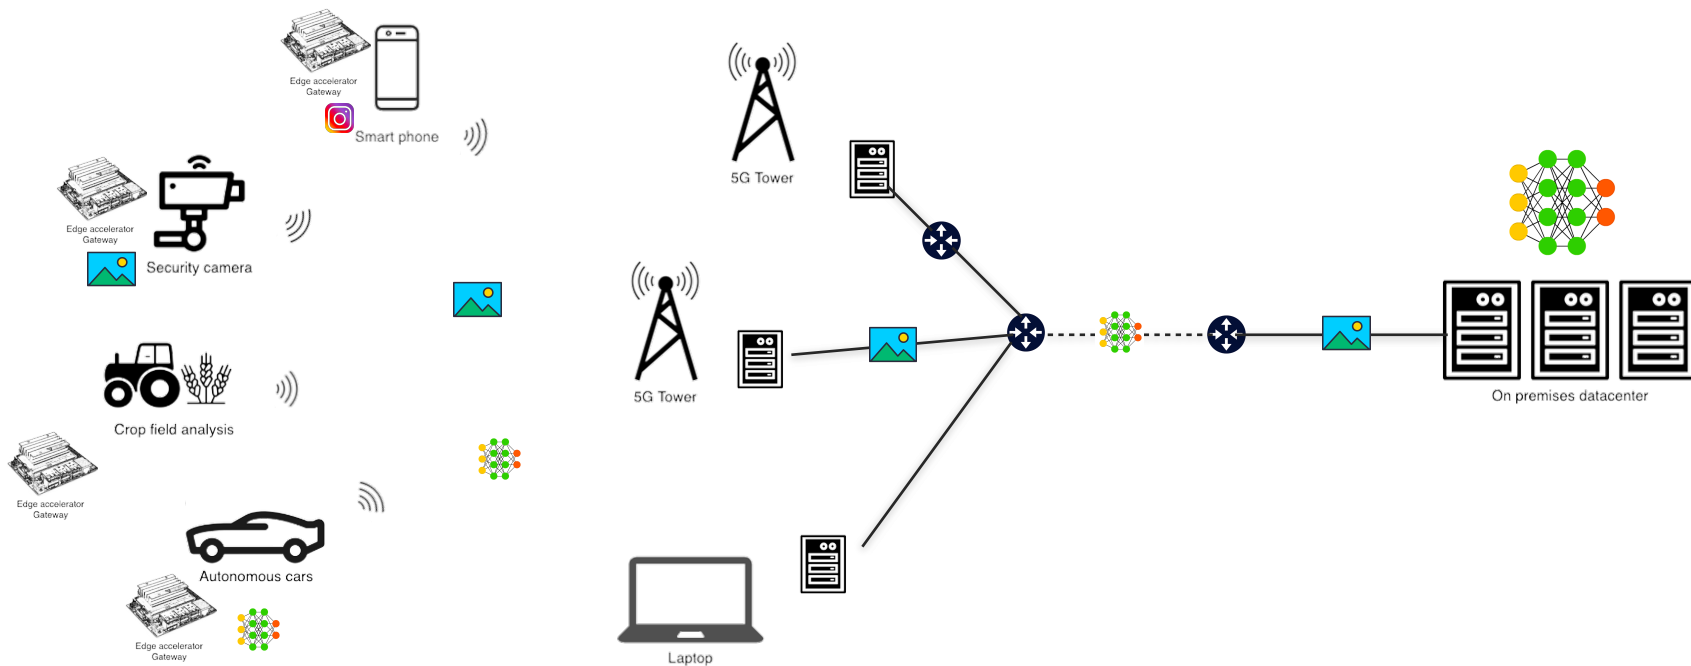 Edge accelerator
Gateway
Smart phone
Edge accelerator
Gateway
Security camera
Crop field analysis
Edge accelerator
Gateway
Autonomous cars
Edge accelerator
Gateway
5G Tower
5G Tower
Laptop
On premises datacenter